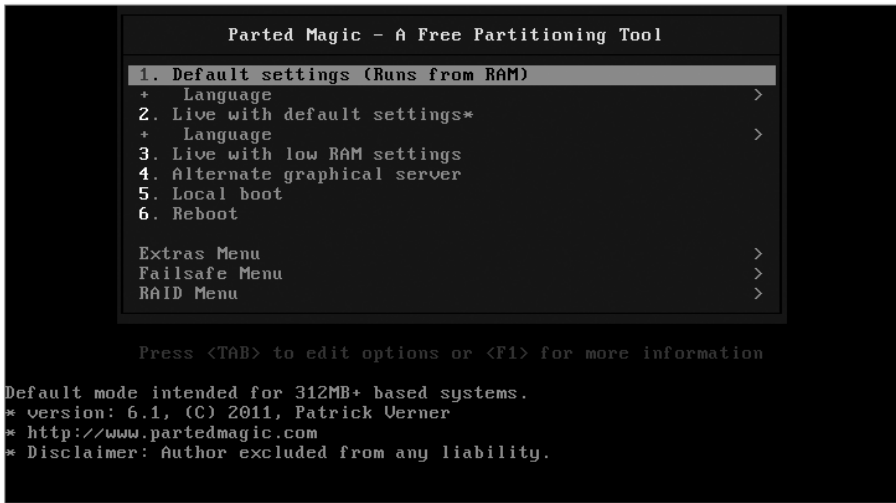 Parted Magic - A Free Partitioning Tool
1. Default settings (Runs from RAM)
+ Language >
2. Live with default settings*
+ Language >
3. Live with low RAM settings
4. Alternate graphical server
5. Local boot
6. Reboot
Extras Menu >
Failsafe Menu >
RAID Menu >
Press <TAB> to edit options or <F1> for more information
Default mode intended for 312MB+ based systems.
* version: 6.1, (C) 2011, Patrick Verner
* http://www.partedmagic.com
* Disclaimer: Author excluded from any liability.